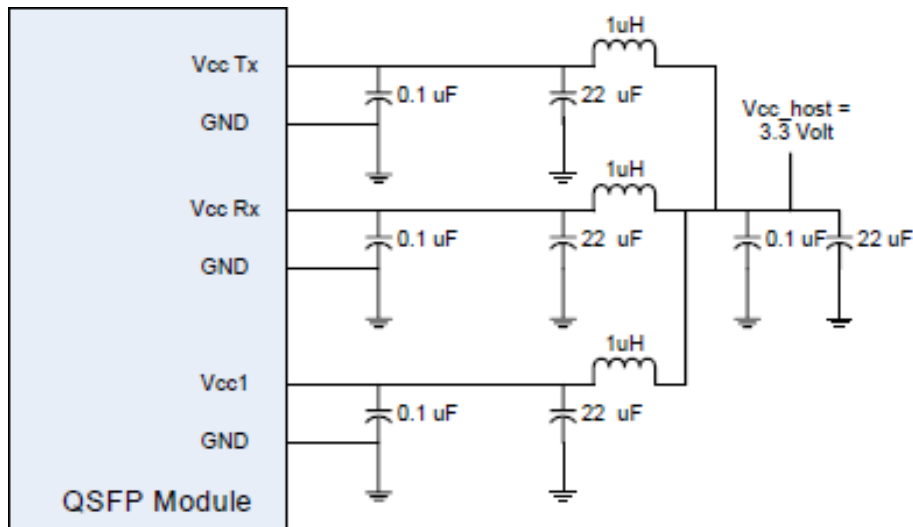 1uH
Vcc Tx
0.1 uF
22 uF
Vcc_host =
3.3 Volt
GND
1uH
Vcc Rx
0.1 uF
22 uF
0.1 uF
22 uF
GND
1uH
Vcc1
0.1 uF
22 uF
GND
QSFP Module